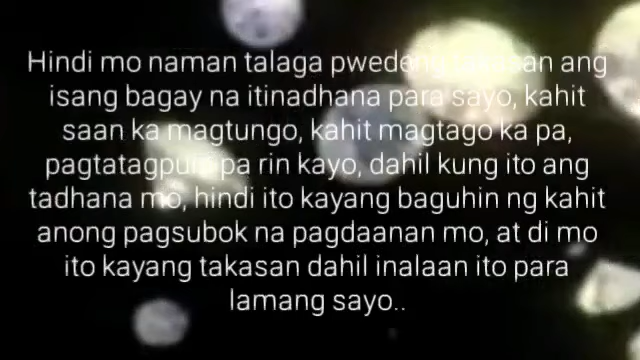 Hindi mo naman talaga pwedeng takasan ang
isang bagay na itinadhana para sayo, kahit
saan ka magtungo, kahit magtago ka pa,
pagtatagpuin pa rin kayo, dahil kung ito ang
tadhana mo, hindi ito kayang baguhin ng kahit
anong pagsubok na pagdaanan mo, at di mo
ito kayang takasan dahil inalaan ito para
lamang sayo..